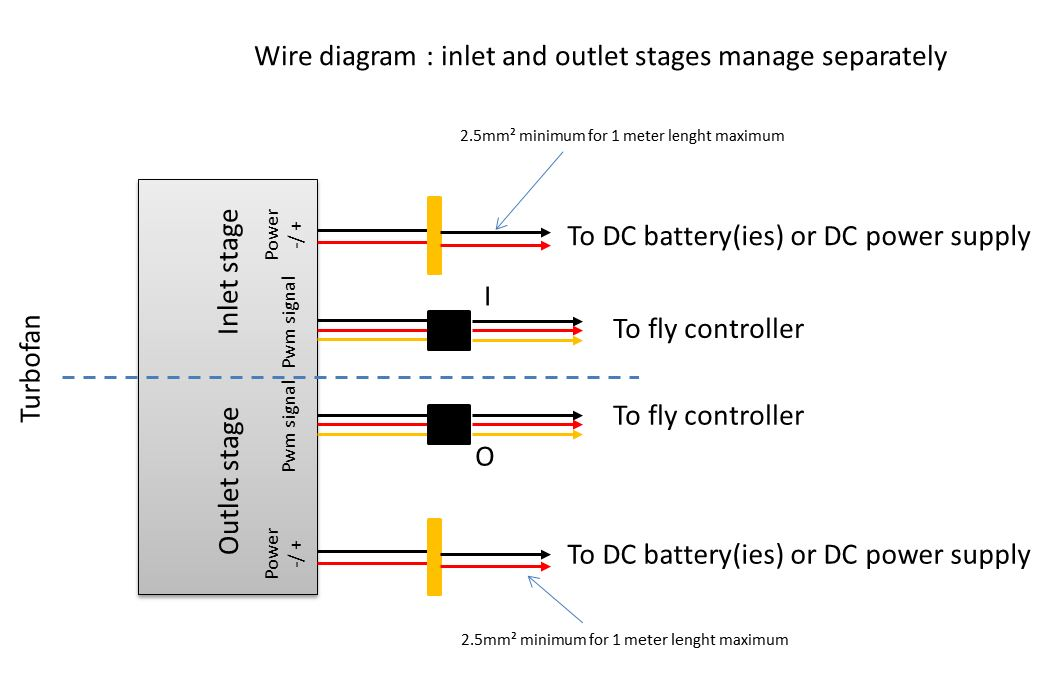 Wire diagram : inlet and outlet stages manage separately
2.5mm² minimum for 1 meter lenght maximum
Turbofan
Inlet stage
Power
-/ +
To DC battery(ies) or DC power supply
Pwm signal
I
To fly controller
Outlet stage
Pwm signal
To fly controller
O
Power
-/ +
To DC battery(ies) or DC power supply
2.5mm² minimum for 1 meter lenght maximum